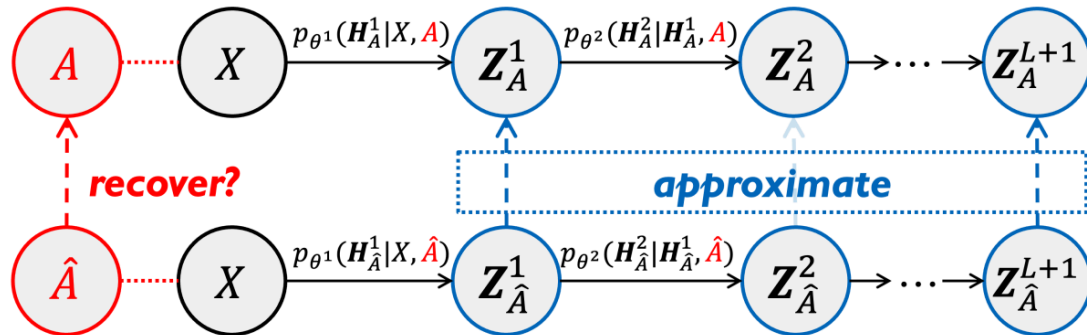 p_{θ^1}(H_A^1|X, A) p_{θ^2}(H_A^2|H_A^1, A)
A X Z_A^1 Z_A^2 ... Z_A^{L+1}
recover? approximate
p_{θ^1}(H_Â^1|X, Â) p_{θ^2}(H_Â^2|H_Â^1, Â)
Â X Z_Â^1 Z_Â^2 ... Z_Â^{L+1}